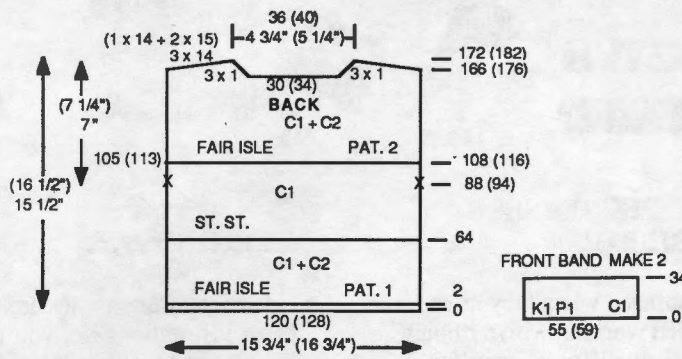 36 (40)
(1 x 14 + 2 x 15)
4 3/4" (5 1/4")
3 x 14
172 (182)
166 (176)
3 x 1
3 x 1
30 (34)
BACK
C1 + C2
(7 1/4")
7"
FAIR ISLE PAT. 2
105 (113)
108 (116)
X
X
88 (94)
C1
(16 1/2")
15 1/2"
ST. ST.
64
C1 + C2
FAIR ISLE PAT. 1
2
0
120 (128)
15 3/4" (16 3/4")
FRONT BAND MAKE 2
34
K1 P1 C1
0
55 (59)